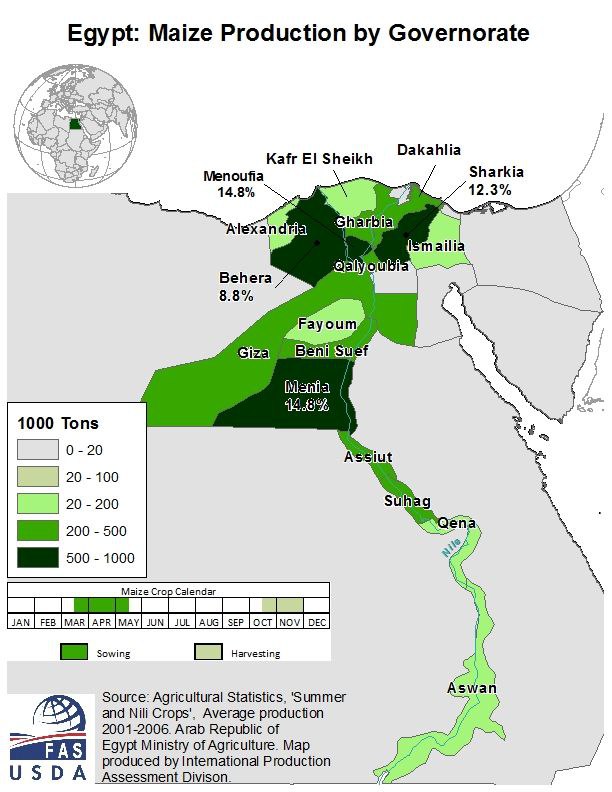 Egypt: Maize Production by Governorate
Kafr El Sheikh
Dakahlia
Menoufia
14.8%
Sharkia
12.3%
Alexandria
Gharbia
Ismailia
Qalyoubia
Behera
8.8%
Fayoum
Giza
Beni Suef
Menia
14.8%
Assiut
Suhag
Qena
Nile
Aswan
1000 Tons
0 - 20
20 - 100
20 - 200
200 - 500
500 - 1000
Maize Crop Calendar
JAN FEB MAR APR MAY JUN JUL AUG SEP OCT NOV DEC
Sowing
Harvesting
FAS
USDA
Source: Agricultural Statistics, 'Summer
and Nili Crops', Average production
2001-2006. Arab Republic of
Egypt Ministry of Agriculture. Map
produced by International Production
Assessment Divison.